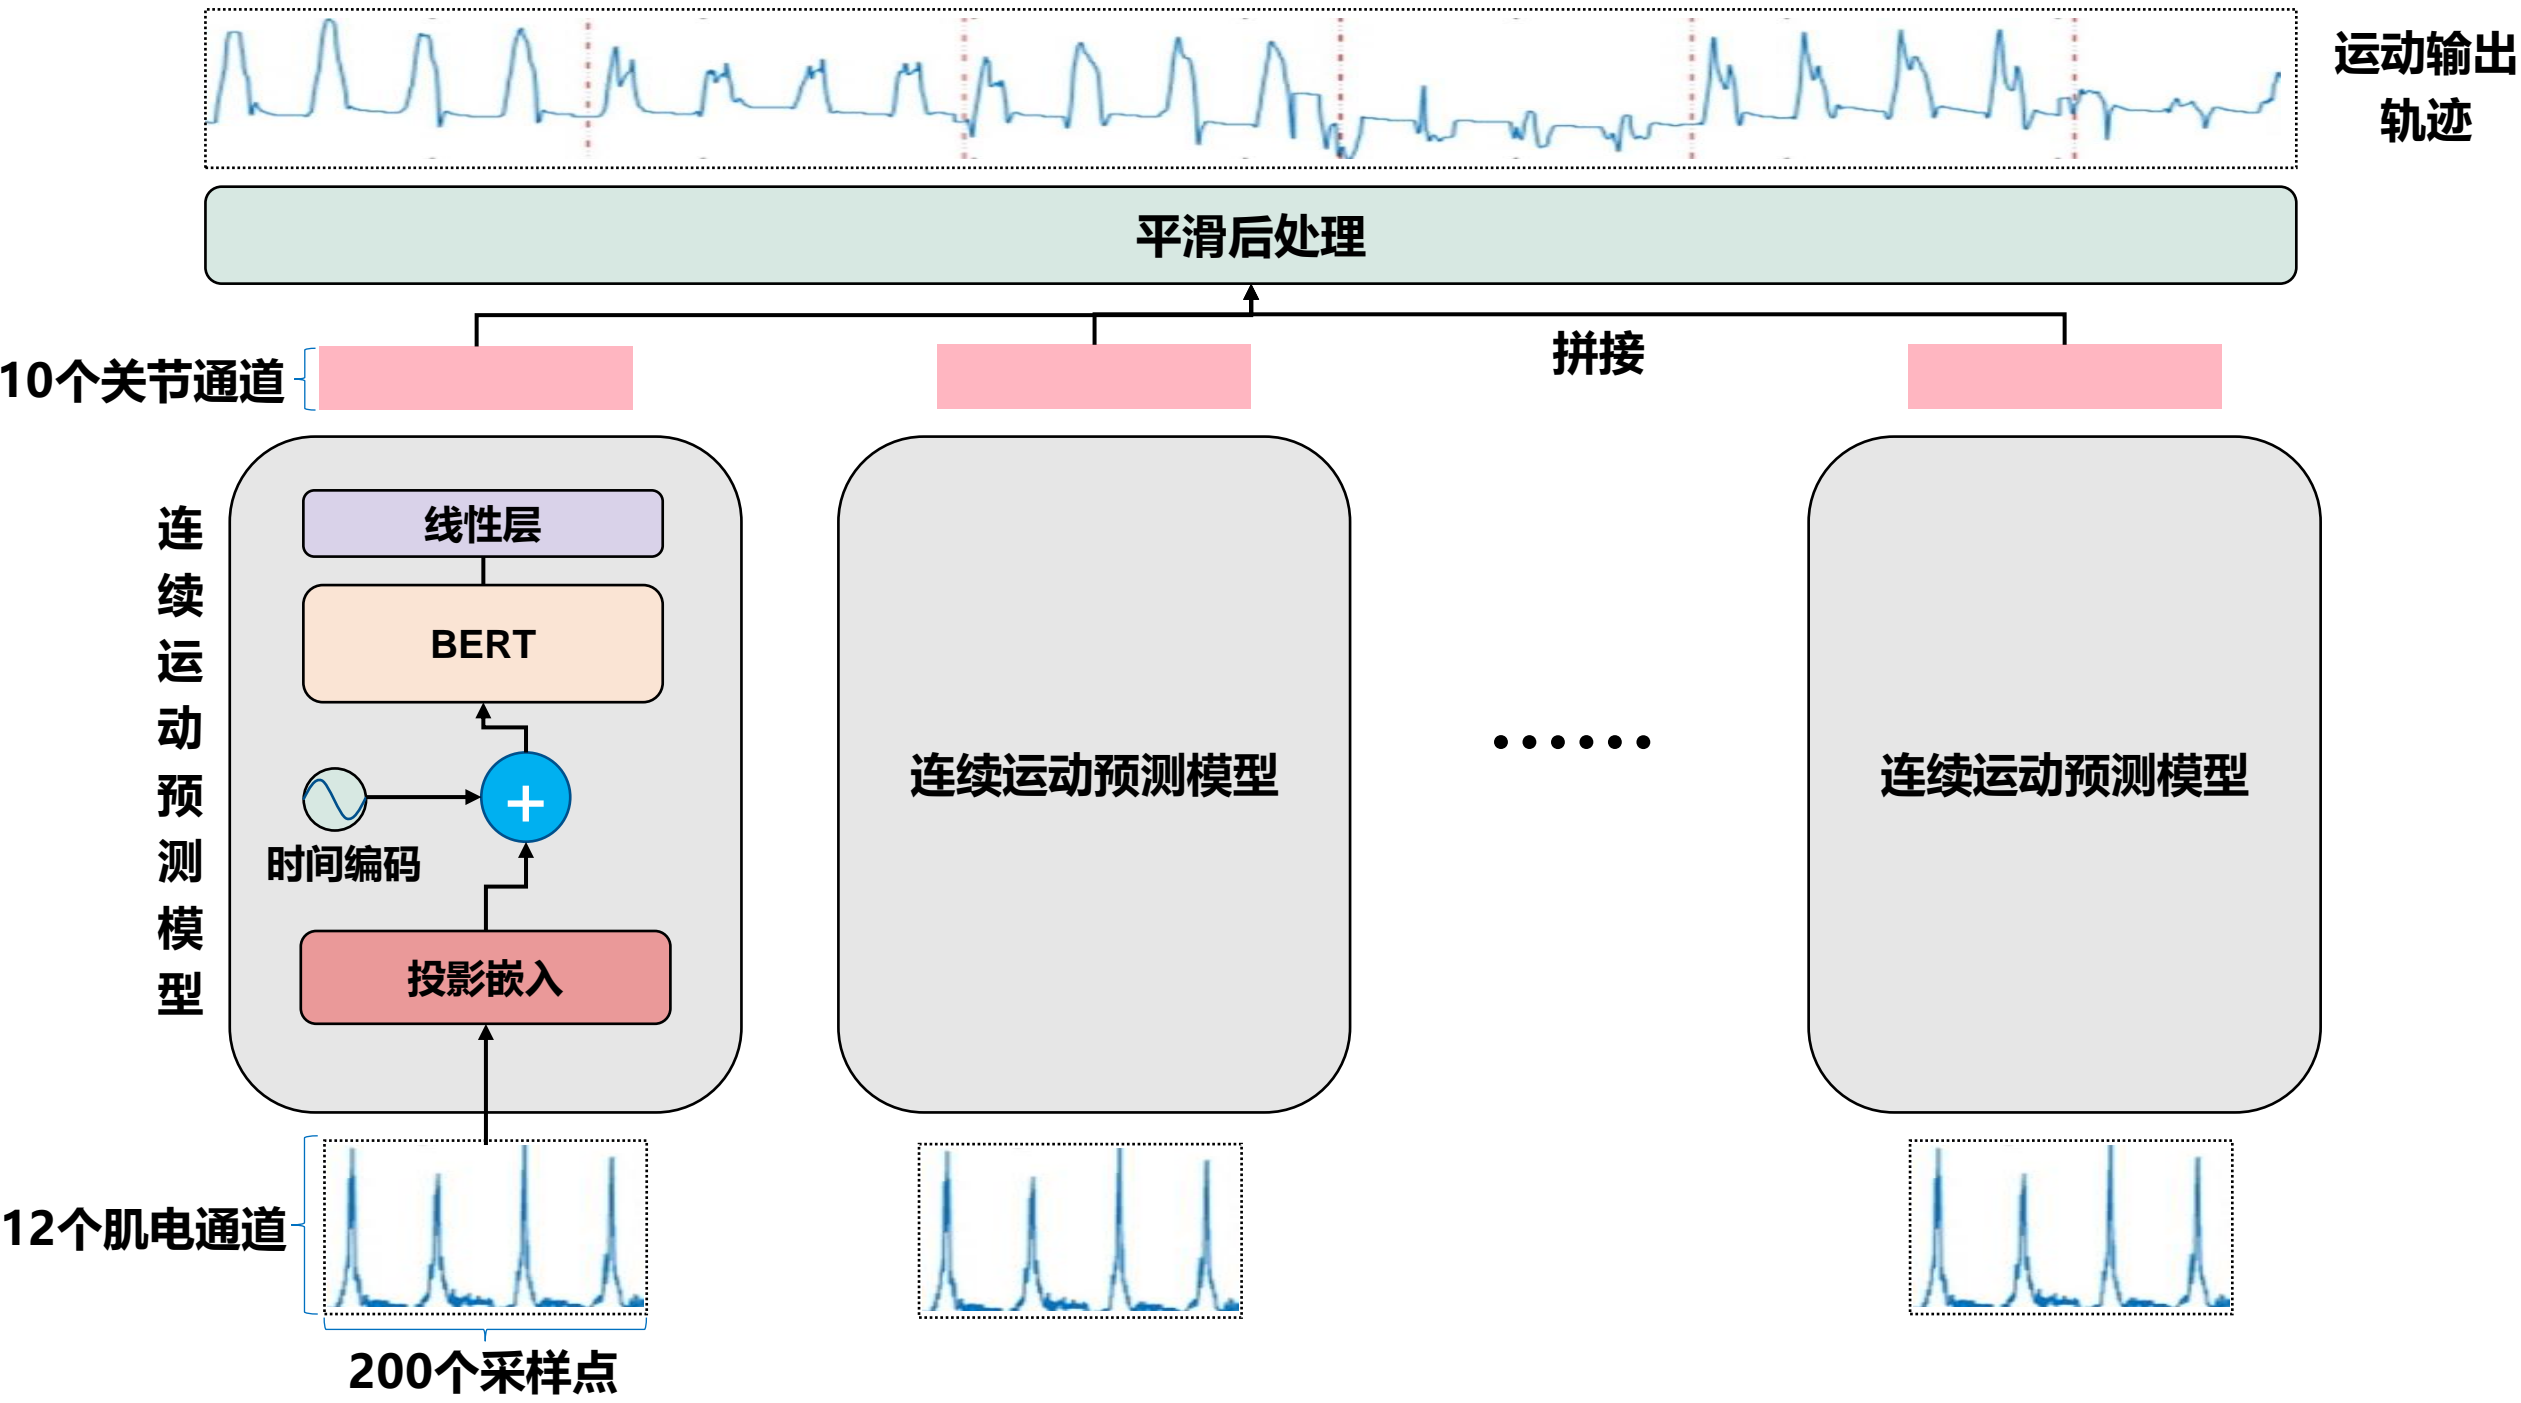 运动输出
轨迹
平滑后处理
拼接
10个关节通道
连续运动预测模型
线性层
BERT
+
时间编码
投影嵌入
连续运动预测模型
......
连续运动预测模型
12个肌电通道
200个采样点